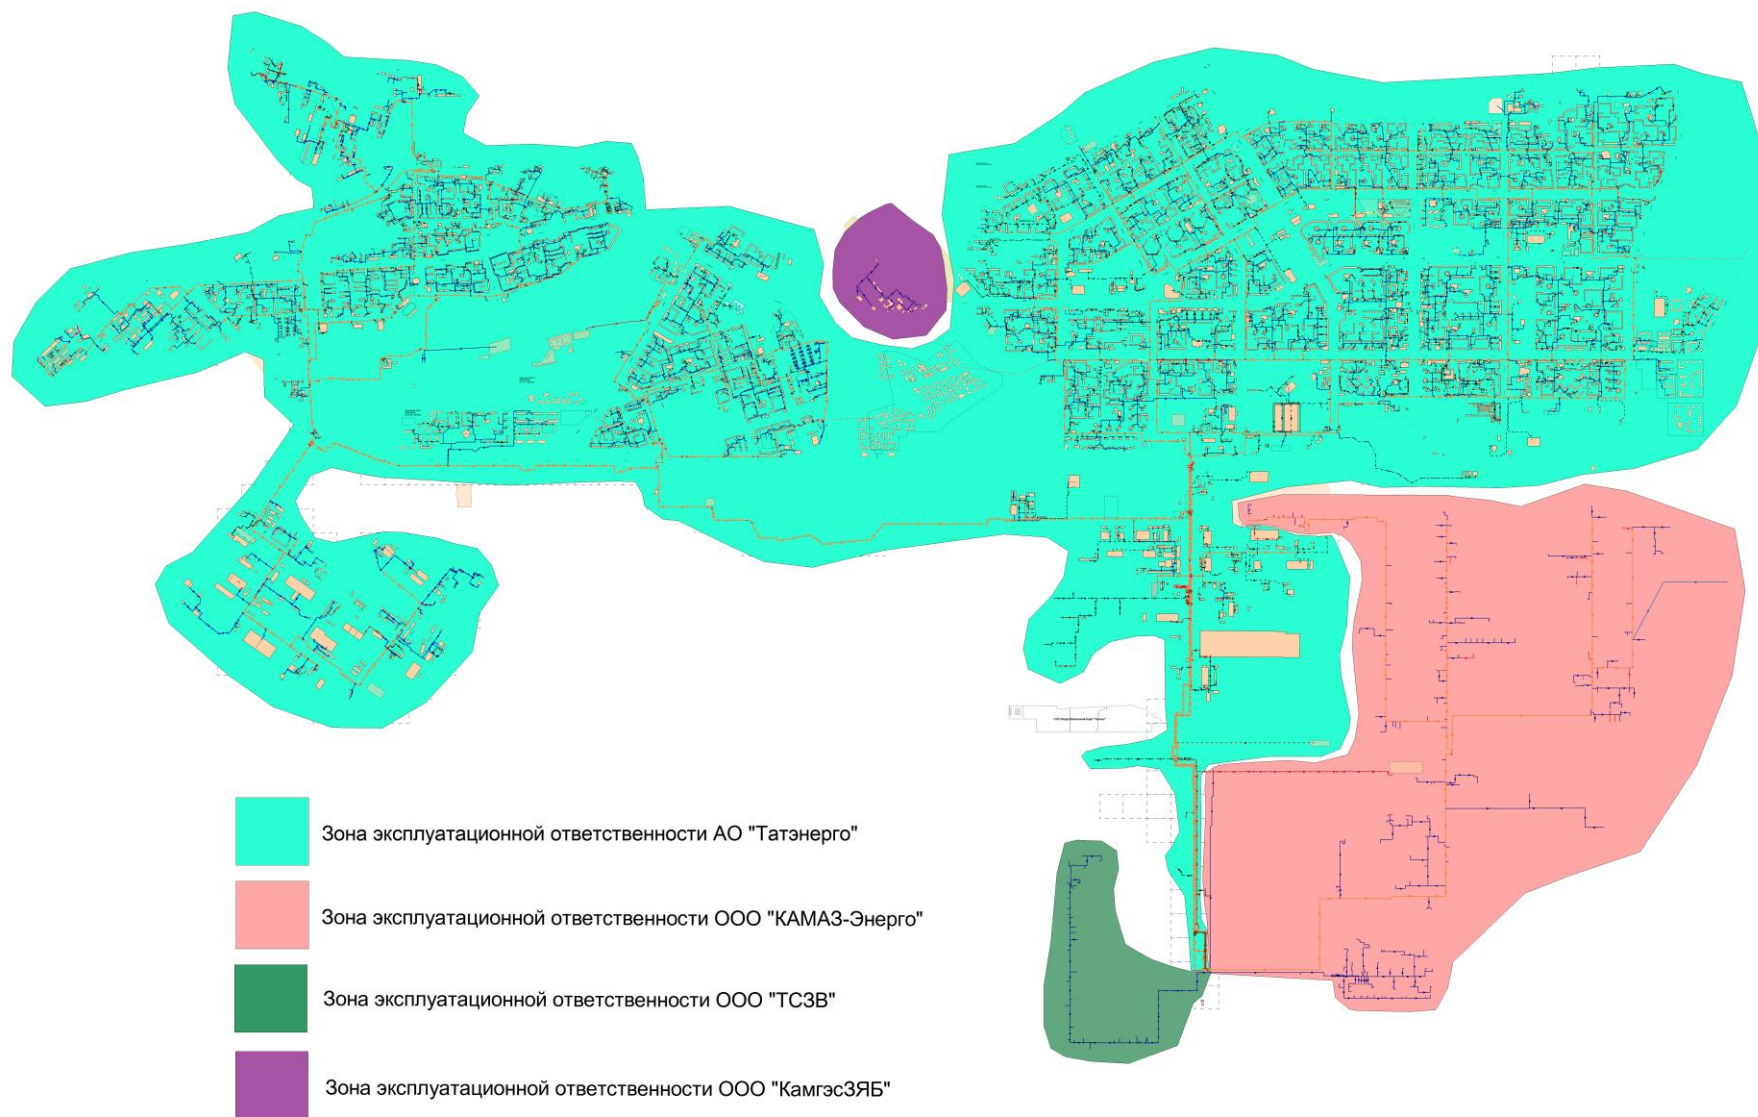 Зона эксплуатационной ответственности АО "Татэнерго"
Зона эксплуатационной ответственности ООО "КАМАЗ-Энерго"
Зона эксплуатационной ответственности ООО "ТСЗВ"
Зона эксплуатационной ответственности ООО "КамгэсЗЯБ"